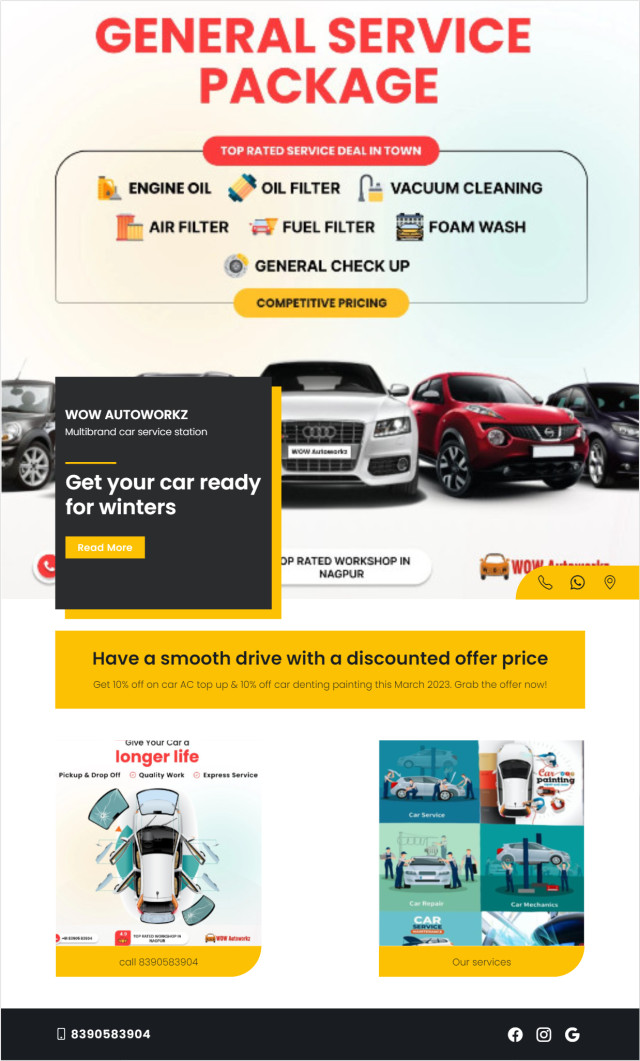 GENERAL SERVICE
PACKAGE
TOP RATED SERVICE DEAL IN TOWN
ENGINE OIL OIL FILTER VACUUM CLEANING
AIR FILTER FUEL FILTER FOAM WASH
GENERAL CHECK UP
COMPETITIVE PRICING
WOW AUTOWORKZ
Multibrand car service station
WOW Autoworkz
Get your car ready
for winters
Read More
OP RATED WORKSHOP IN
NAGPUR
WOW Autoworkz
Have a smooth drive with a discounted offer price
Get 10% off on car AC top up & 10% off car denting painting this March 2023. Grab the offer now!
Give Your Car a
longer life
Pickup & Drop Off Quality Work Express Service
TOP RATED WORKSHOP IN
NAGPUR
WOW Autoworkz
call 8390583904
Car
painting
Car Service
Car Repair
Car Mechanics
CAR
SERVICE
MAINTENANCE
Our services
8390583904